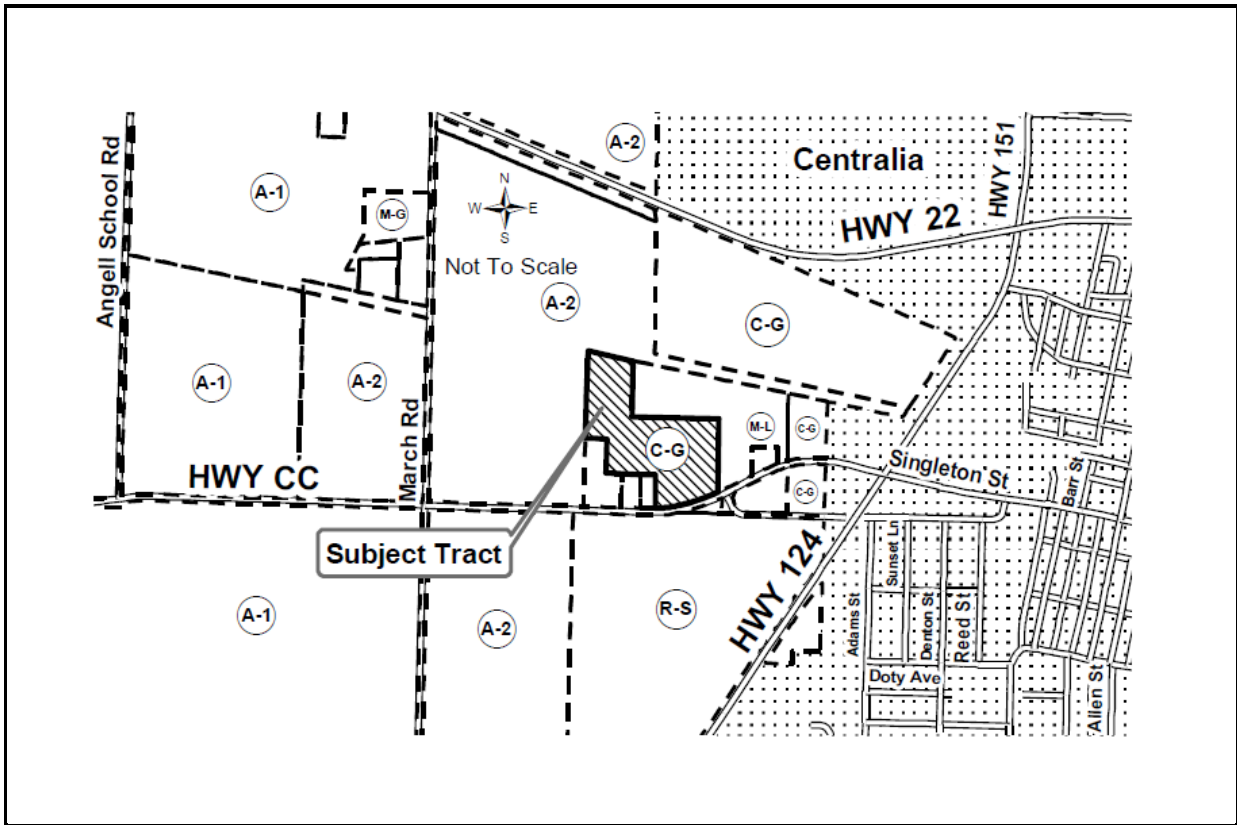 A-2
Centralia
HWY 151
Angell School Rd
A-1
M-G
N
W E
S
HWY 22
Not To Scale
A-2
C-G
A-1
A-2
March Rd
M-L
C-G
C-G
HWY CC
Singleton St
Barr St
C-G
Subject Tract
HWY 124
Sunset Ln
A-1
A-2
R-S
Adams St
Denton St
Reed St
Doty Ave
Allen St